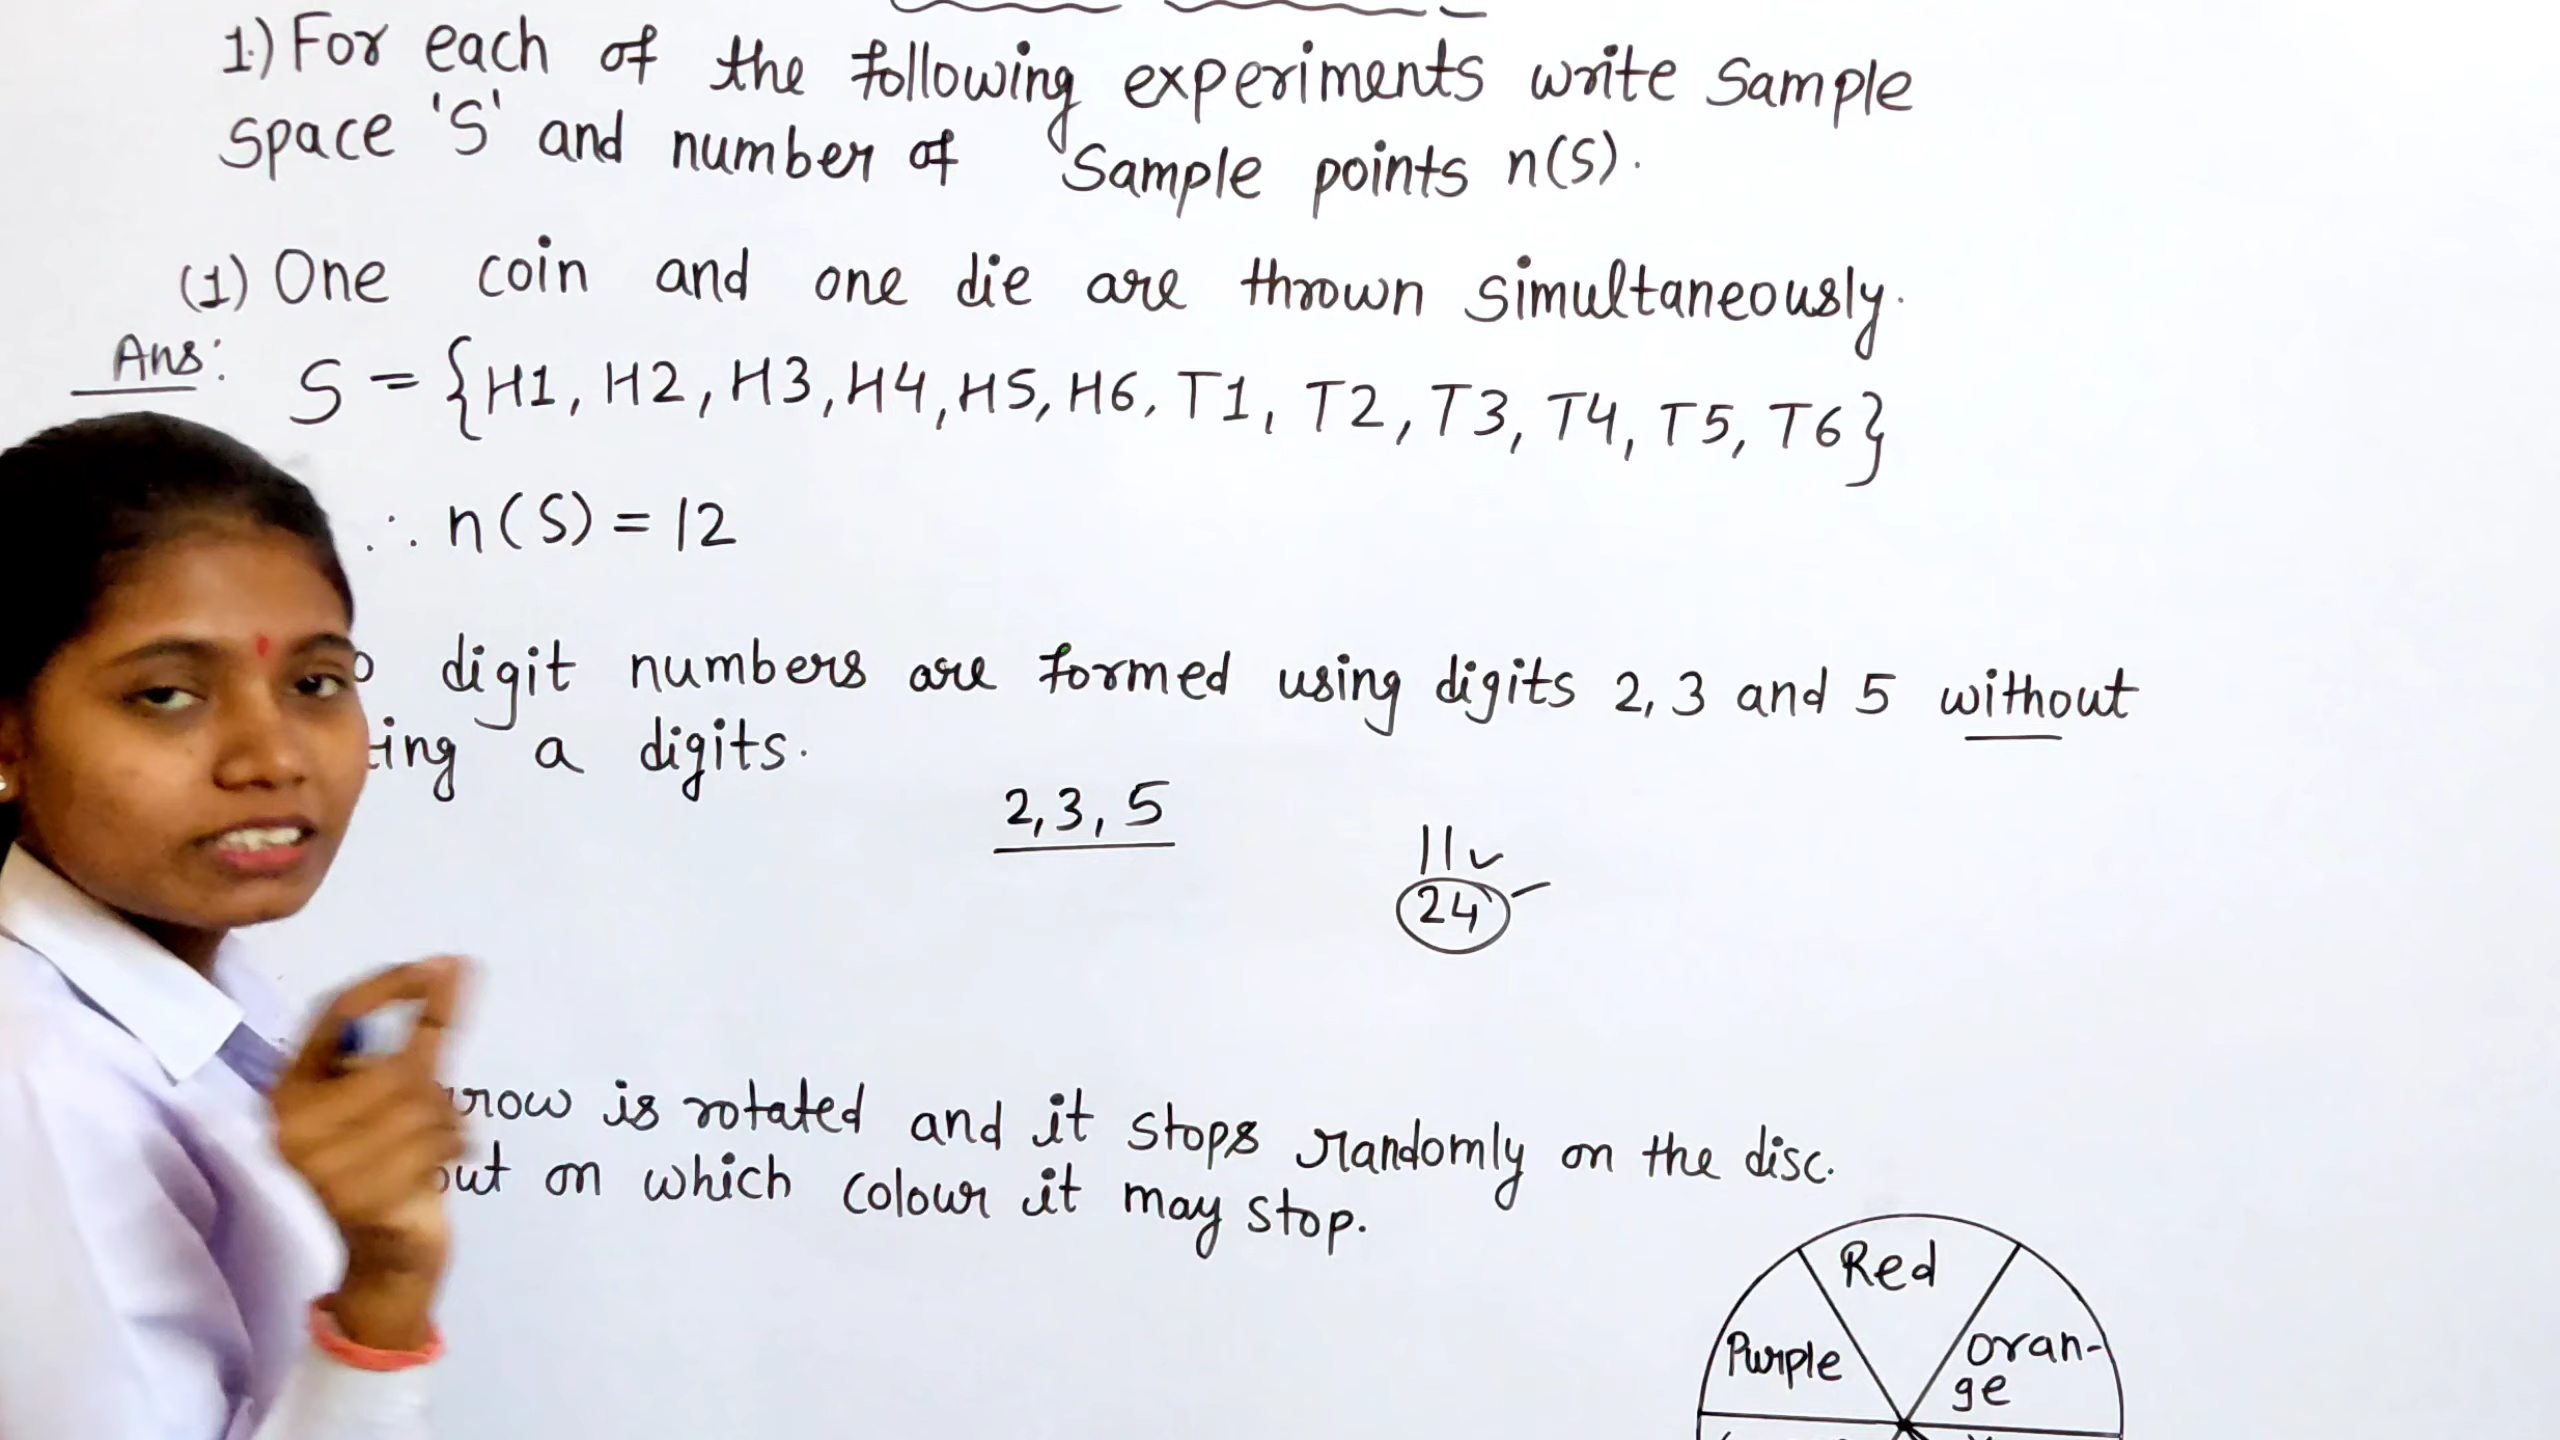 1.) For each of the following experiments write Sample
Space 'S' and number of Sample points n(S).
(1) One coin and one die are thrown simultaneously.
Ans: S = {H1, H2, H3, H4, H5, H6, T1, T2, T3, T4, T5, T6}
∴ n(S) = 12
digit numbers are formed using digits 2, 3 and 5 without
a digits.
2, 3, 5
11
24
is rotated and it stops randomly on the disc.
on which colour it may stop.
Red
Purple
oran-
ge